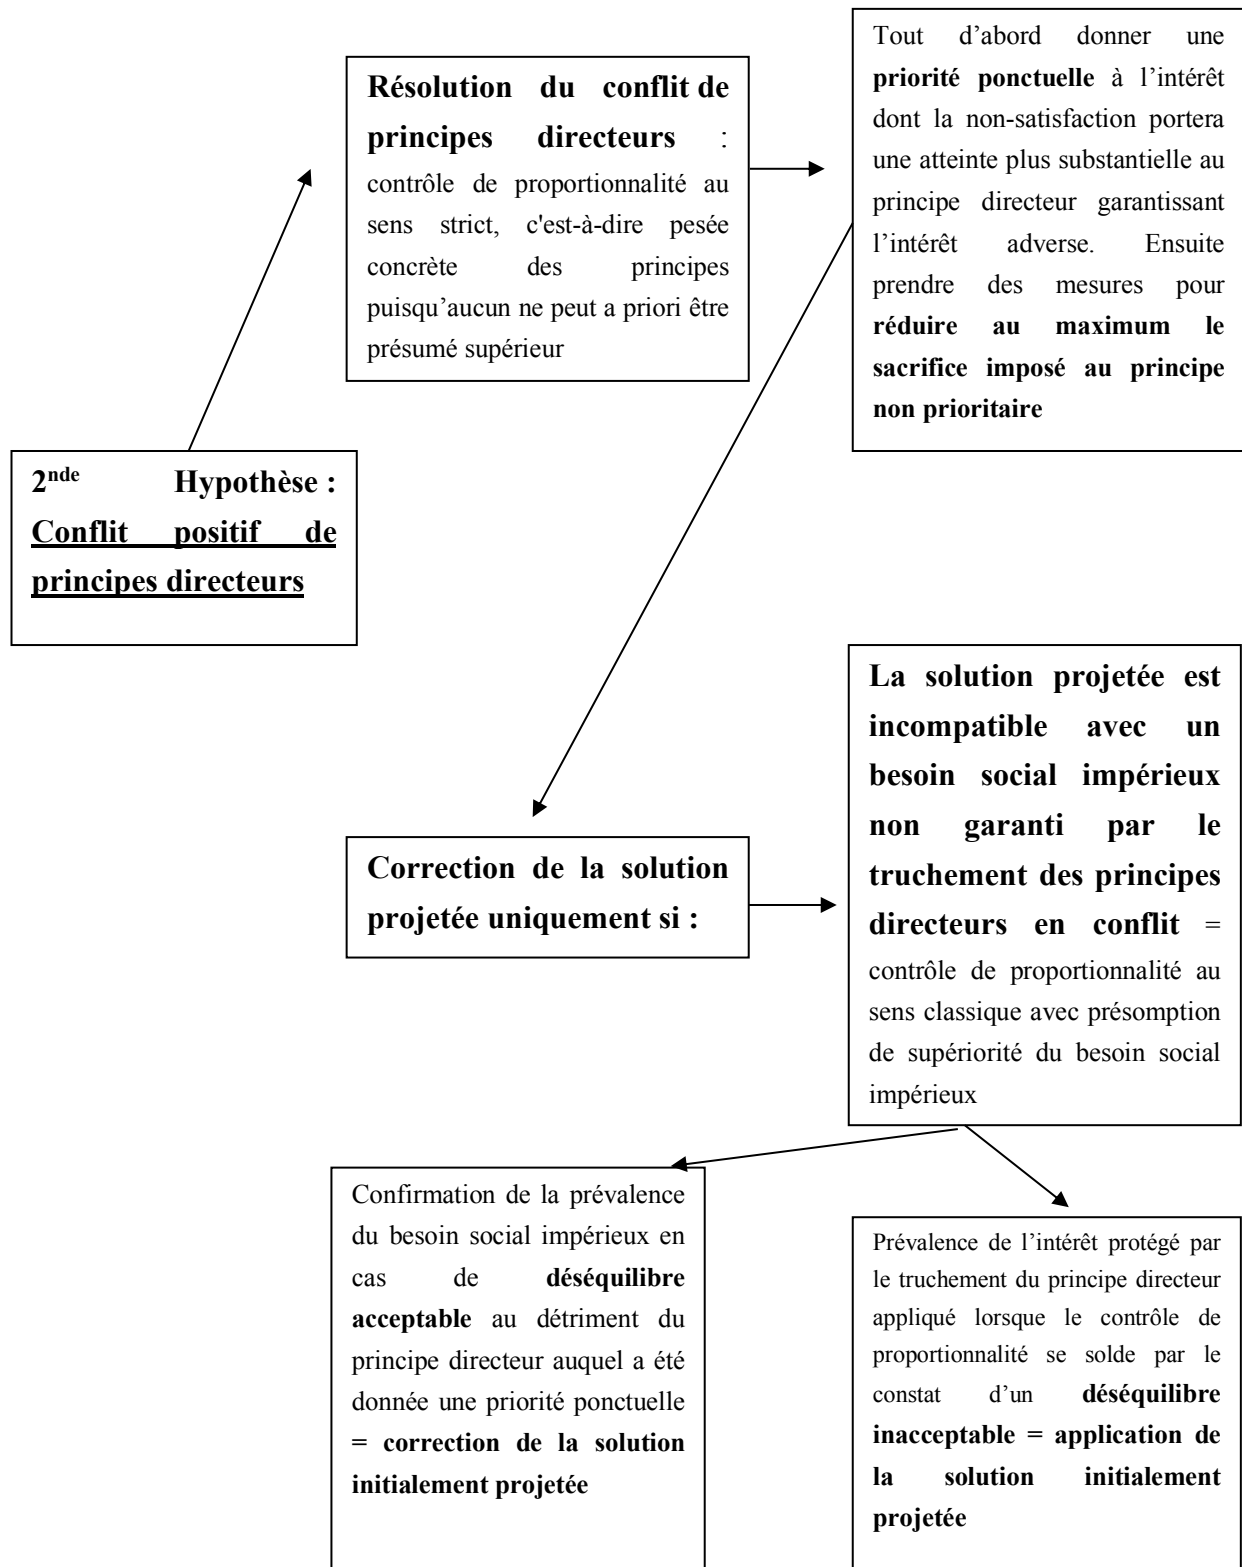 2nde Hypothèse :
Conflit positif de
principes directeurs
Résolution du conflit de
principes directeurs :
contrôle de proportionnalité au
sens strict, c'est-à-dire pesée
concrète des principes
puisqu’aucun ne peut a priori être
présumé supérieur
Tout d’abord donner une
priorité ponctuelle à l’intérêt
dont la non-satisfaction portera
une atteinte plus substantielle au
principe directeur garantissant
l’intérêt adverse. Ensuite
prendre des mesures pour
réduire au maximum le
sacrifice imposé au principe
non prioritaire
Correction de la solution
projetée uniquement si :
La solution projetée est
incompatible avec un
besoin social impérieux
non garanti par le
truchement des principes
directeurs en conflit =
contrôle de proportionnalité au
sens classique avec présomption
de supériorité du besoin social
impérieux
Confirmation de la prévalence
du besoin social impérieux en
cas de déséquilibre
acceptable au détriment du
principe directeur auquel a été
donnée une priorité ponctuelle
= correction de la solution
initialement projetée
Prévalence de l’intérêt protégé par
le truchement du principe directeur
appliqué lorsque le contrôle de
proportionnalité se solde par le
constat d’un déséquilibre
inacceptable = application de
la solution initialement
projetée